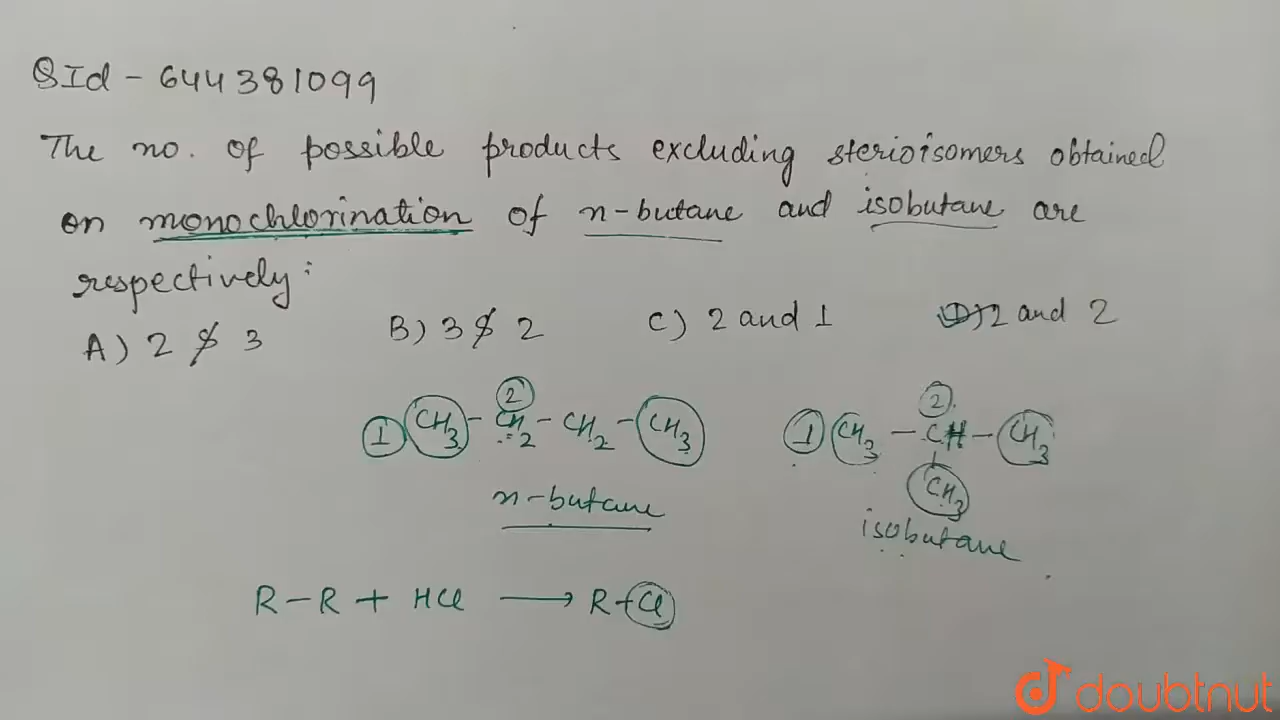 QId - 644381099
The no. of possible products excluding sterioisomers obtained
on monochlorination of n-butane and isobutane are
respectively:
A) 2 & 3 B) 3 & 2 C) 2 and 1 D) 2 and 2
① CH3 - ② CH2 - CH2 - CH3
① CH3 - ② CH - CH3
CH3
n-butane
isobutane
R-R + HCl → R-Cl
doubtnut